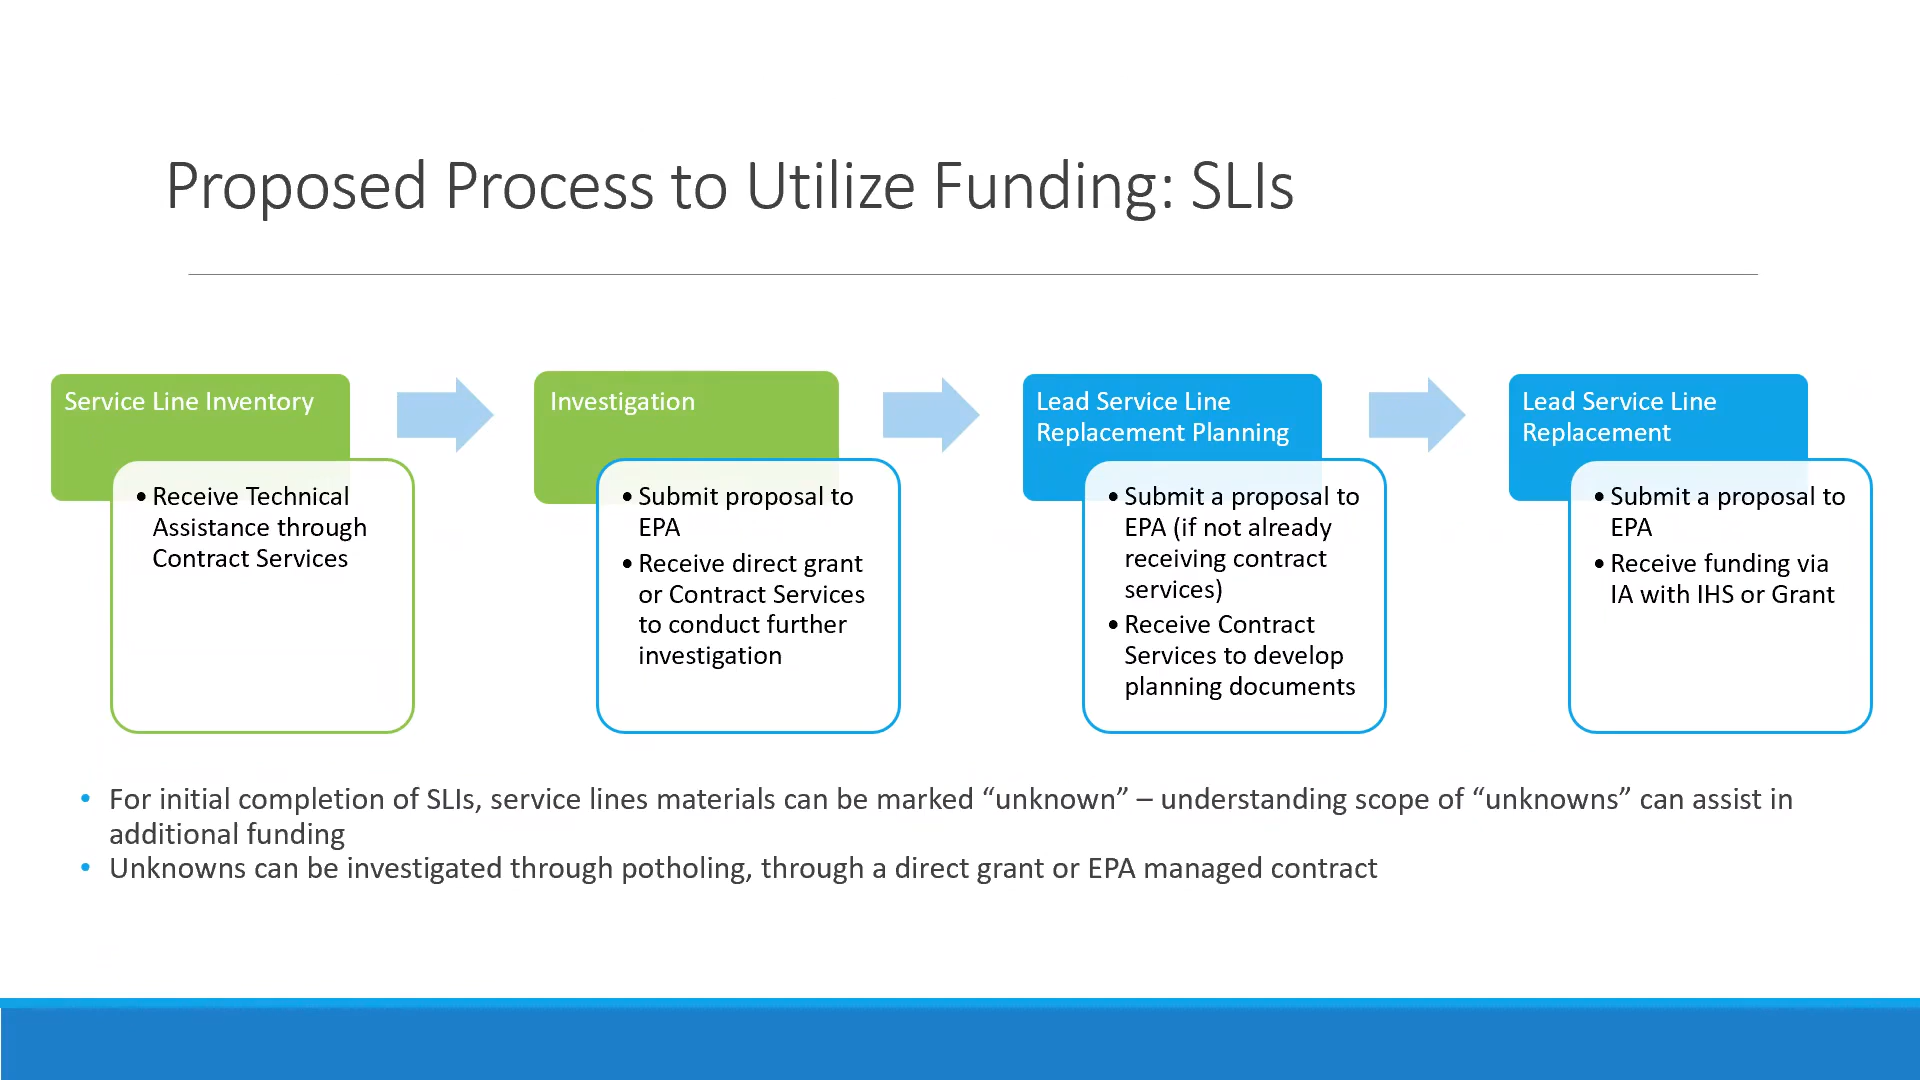 Proposed Process to Utilize Funding: SLIs
Service Line Inventory
• Receive Technical
Assistance through
Contract Services
Investigation
• Submit proposal to
EPA
• Receive direct grant
or Contract Services
to conduct further
investigation
Lead Service Line
Replacement Planning
• Submit a proposal to
EPA (if not already
receiving contract
services)
• Receive Contract
Services to develop
planning documents
Lead Service Line
Replacement
• Submit a proposal to
EPA
• Receive funding via
IA with IHS or Grant
• For initial completion of SLIs, service lines materials can be marked “unknown” – understanding scope of “unknowns” can assist in
additional funding
• Unknowns can be investigated through potholing, through a direct grant or EPA managed contract